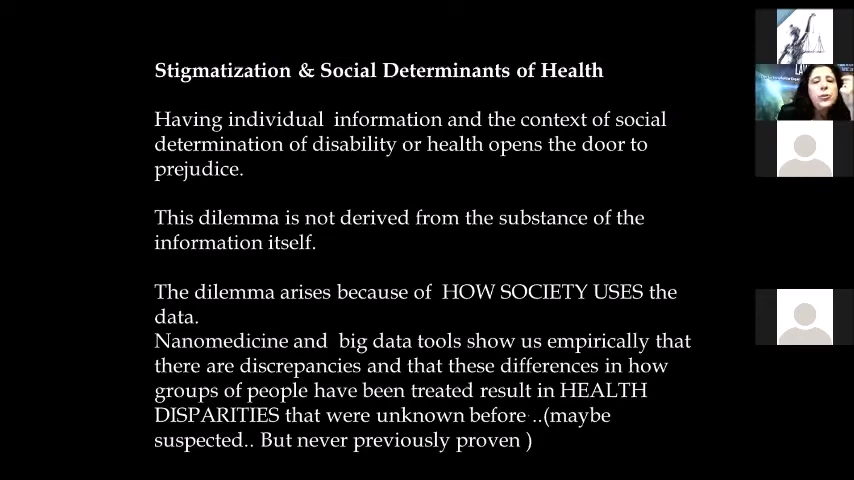 Stigmatization & Social Determinants of Health
Having individual information and the context of social
determination of disability or health opens the door to
prejudice.
This dilemma is not derived from the substance of the
information itself.
The dilemma arises because of HOW SOCIETY USES the
data.
Nanomedicine and big data tools show us empirically that
there are discrepancies and that these differences in how
groups of people have been treated result in HEALTH
DISPARITIES that were unknown before ..(maybe
suspected.. But never previously proven )